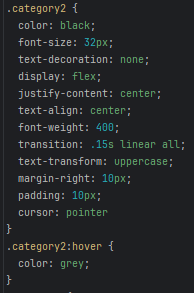 .category2 {
  color: black;
  font-size: 32px;
  text-decoration: none;
  display: flex;
  justify-content: center;
  text-align: center;
  font-weight: 400;
  transition: .15s linear all;
  text-transform: uppercase;
  margin-right: 10px;
  padding: 10px;
  cursor: pointer
}
.category2:hover {
  color: grey;
}